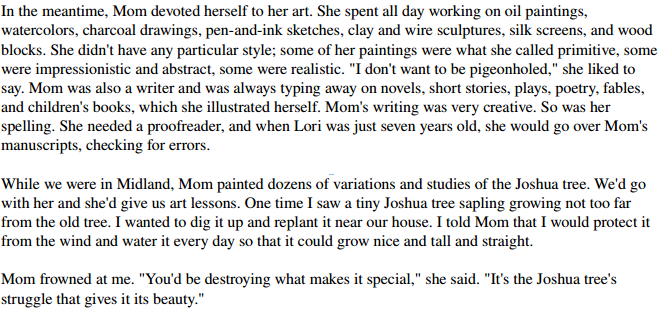 In the meantime, Mom devoted herself to her art. She spent all day working on oil paintings,
watercolors, charcoal drawings, pen-and-ink sketches, clay and wire sculptures, silk screens, and wood
blocks. She didn't have any particular style; some of her paintings were what she called primitive, some
were impressionistic and abstract, some were realistic. "I don't want to be pigeonholed," she liked to
say. Mom was also a writer and was always typing away on novels, short stories, plays, poetry, fables,
and children's books, which she illustrated herself. Mom's writing was very creative. So was her
spelling. She needed a proofreader, and when Lori was just seven years old, she would go over Mom's
manuscripts, checking for errors.
While we were in Midland, Mom painted dozens of variations and studies of the Joshua tree. We'd go
with her and she'd give us art lessons. One time I saw a tiny Joshua tree sapling growing not too far
from the old tree. I wanted to dig it up and replant it near our house. I told Mom that I would protect it
from the wind and water it every day so that it could grow nice and tall and straight.
Mom frowned at me. "You'd be destroying what makes it special," she said. "It's the Joshua tree's
struggle that gives it its beauty."